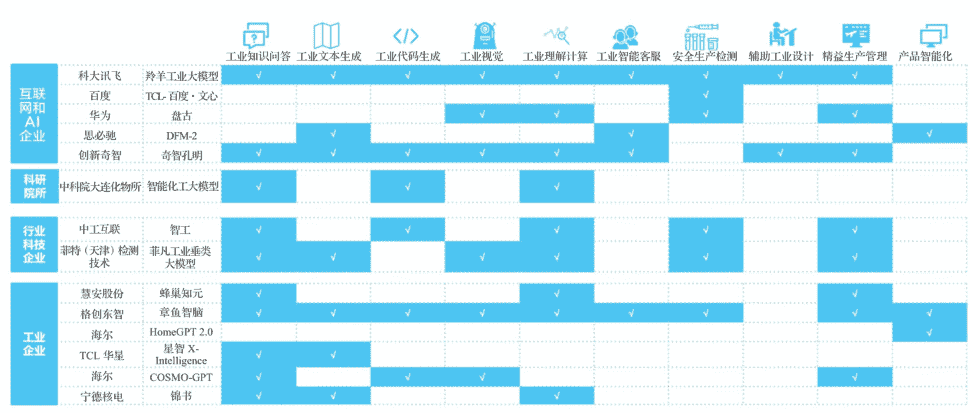 工业知识问答 工业文本生成 工业代码生成 工业视觉 工业理解计算 工业智能客服 安全生产检测 辅助工业设计 精益生产管理 产品智能化
互联网和AI企业
科大讯飞 羚羊工业大模型 √ √ √ √ √ √ √ √ √
百度 TCL-百度·文心 √
华为 盘古 √ √ √ √
思必驰 DFM-2 √ √ √
创新奇智 奇智孔明 √ √ √ √ √ √ √ √
科研院所
中科院大连化物所 智能化工大模型 √ √ √
行业科技企业
中工互联 智工 √ √ √ √ √
菲特（天津）检测技术 菲凡工业垂类大模型 √ √ √ √ √ √
工业企业
慧安股份 蜂巢知元 √ √ √
格创东智 章鱼智脑 √ √ √ √ √ √ √ √ √
海尔 HomeGPT 2.0 √
TCL 华星 星智 X-Intelligence √ √
海尔 COSMO-GPT √ √ √ √
宁德核电 锦书 √ √ √